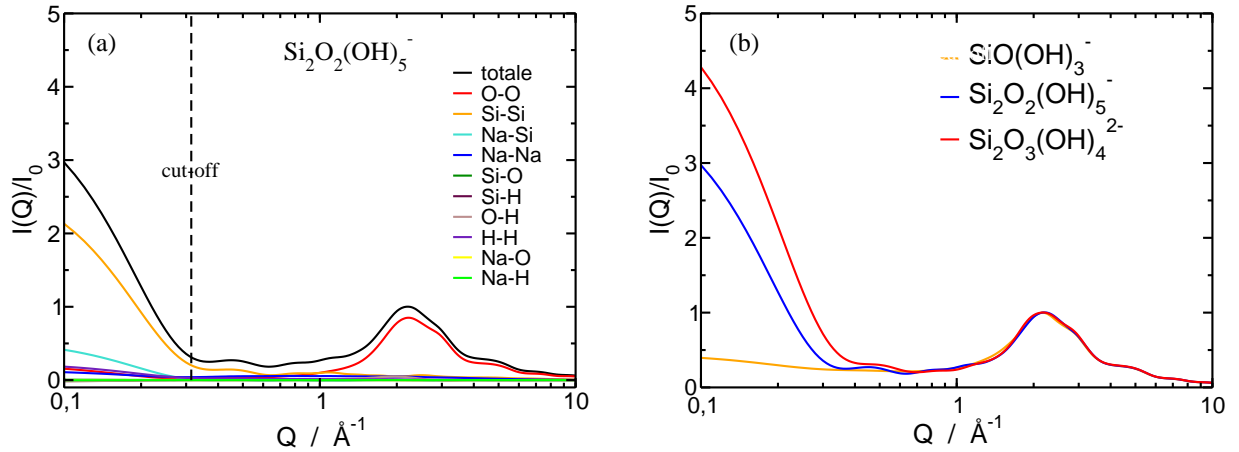 (a)
Si₂O₂(OH)₅⁻
totale
O-O
Si-Si
Na-Si
Na-Na
Si-O
Si-H
O-H
H-H
Na-O
Na-H
cut-off
I(Q)/I₀
5
4
3
2
1
0
0,1
1
10
Q / Å⁻¹
(b)
SiO(OH)₃⁻
Si₂O₂(OH)₅⁻
Si₂O₃(OH)₄²⁻
I(Q)/I₀
5
4
3
2
1
0
0,1
1
10
Q / Å⁻¹